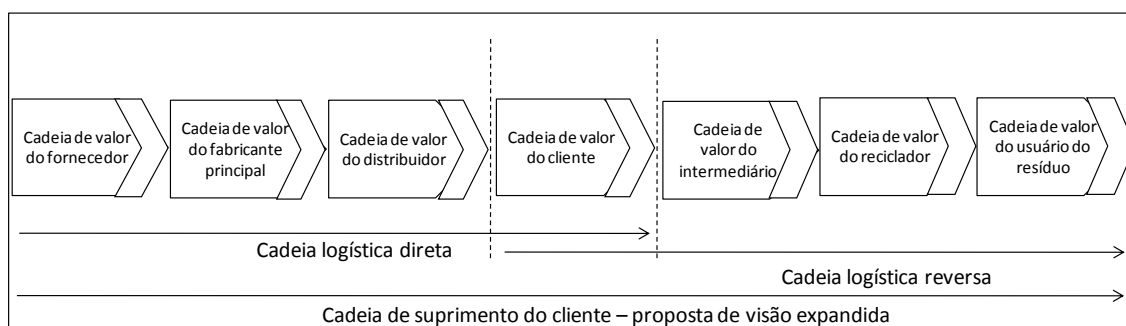 Cadeia de valor
do fornecedor
Cadeia de valor
do fabricante
principal
Cadeia de valor
do distribuidor
Cadeia de valor
do cliente
Cadeia de
valor do
intermediário
Cadeia de valor
do reciclador
Cadeia de valor
do usuário do
resíduo
Cadeia logística direta
Cadeia logística reversa
Cadeia de suprimento do cliente – proposta de visão expandida